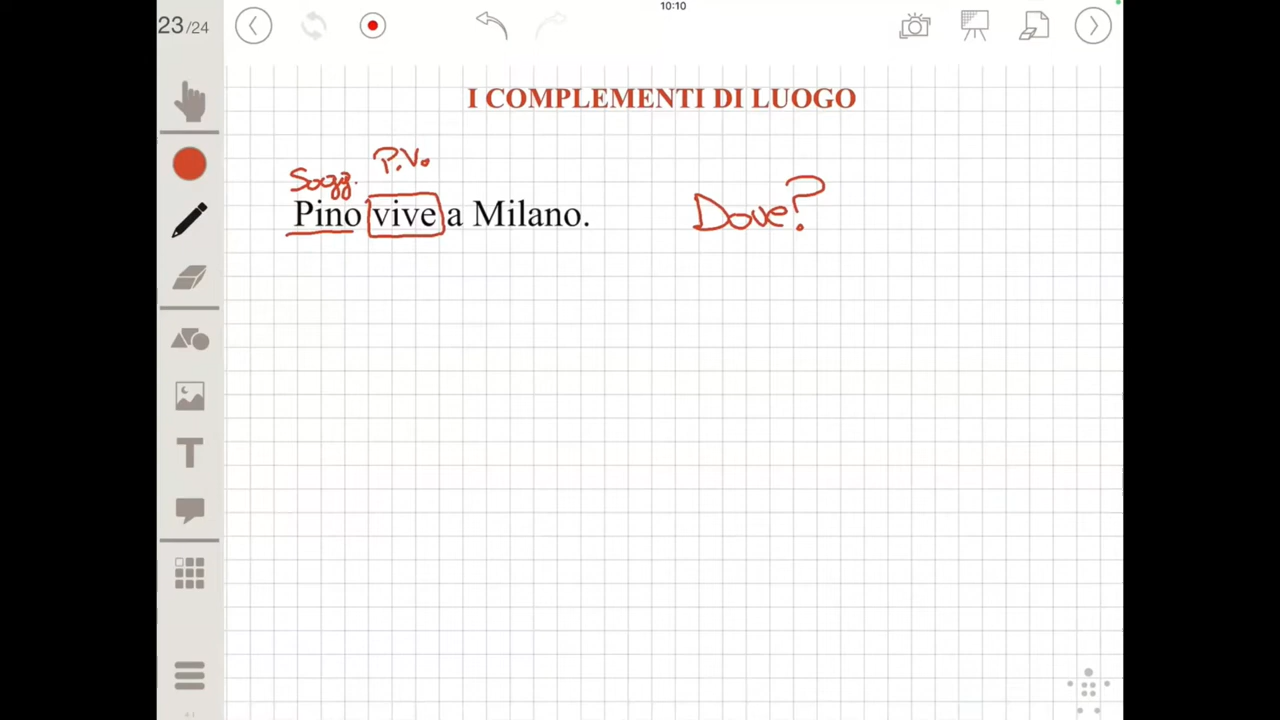 10:10
23/24
I COMPLEMENTI DI LUOGO
Sogg. P.V.
Pino vive a Milano. Dove?
T